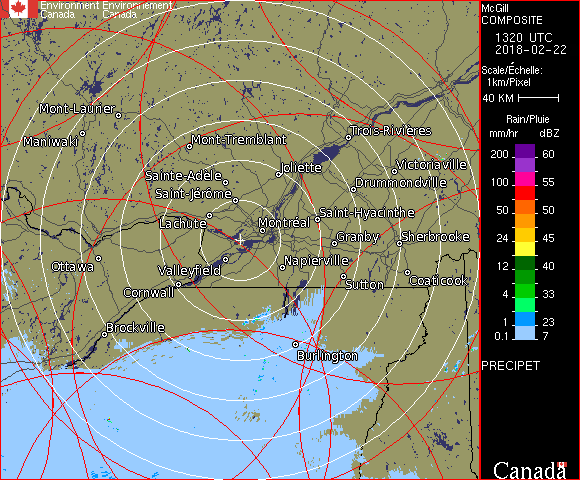 Environment Environnement
Canada Canada
McGill
COMPOSITE
1320 UTC
2018-02-22
Scale/Échelle:
1km/Pixel
40 KM
Rain/Pluie
mm/hr dBZ
200 60
55
100 55
50 50
24 45
12 40
4 33
1 23
0.1 7
PRECIPET
Mont-Laurier
Maniwaki
Mont-Tremblant
Trois-Rivières
Joliette
Victoriaville
Sainte-Adèle
Drummondville
Saint-Jérôme
Lachute
Montréal
Saint-Hyacinthe
Granby
Sherbrooke
Ottawa
Valleyfield
Napierville
Cornwall
Sutton
Coaticook
Brockville
Burlington
Canada